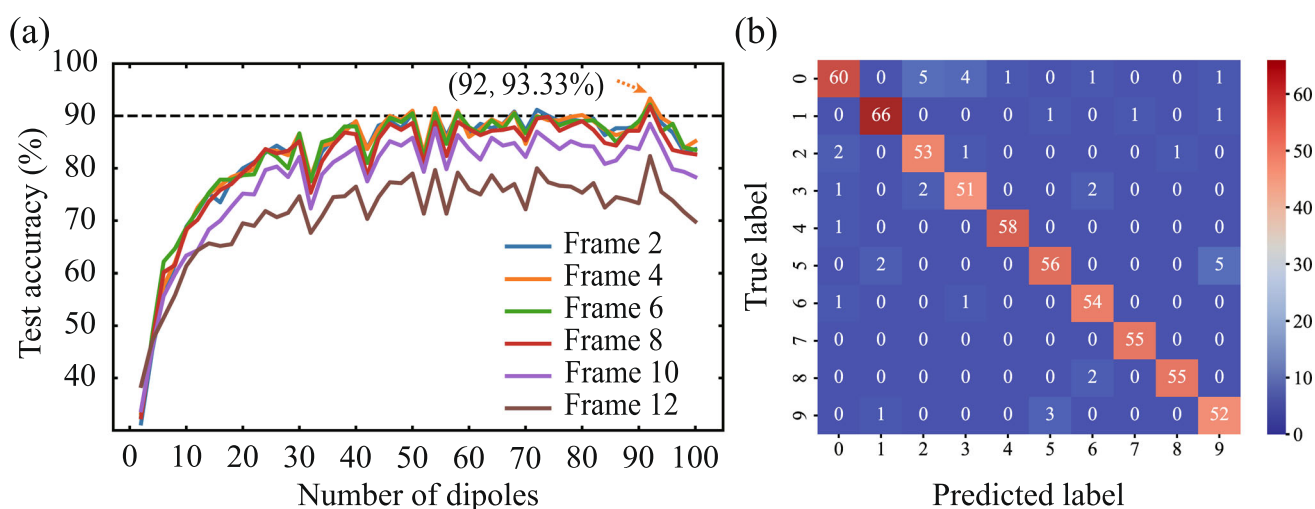 (a)
Test accuracy (%)
100
90
80
70
60
50
40
(92, 93.33%)
Frame 2
Frame 4
Frame 6
Frame 8
Frame 10
Frame 12
0 10 20 30 40 50 60 70 80 90 100
Number of dipoles
(b)
True label
0 60 0 5 4 1 0 1 0 0 1
1 0 66 0 0 0 1 0 1 0 1
2 2 0 53 1 0 0 0 0 1 0
3 1 0 2 51 0 0 2 0 0 0
4 1 0 0 0 58 0 0 0 0 0
5 0 2 0 0 0 56 0 0 0 5
6 1 0 0 1 0 0 54 0 0 0
7 0 0 0 0 0 0 0 55 0 0
8 0 0 0 0 0 0 2 0 55 0
9 0 1 0 0 0 3 0 0 0 52
0 1 2 3 4 5 6 7 8 9
Predicted label
60
50
40
30
20
10
0